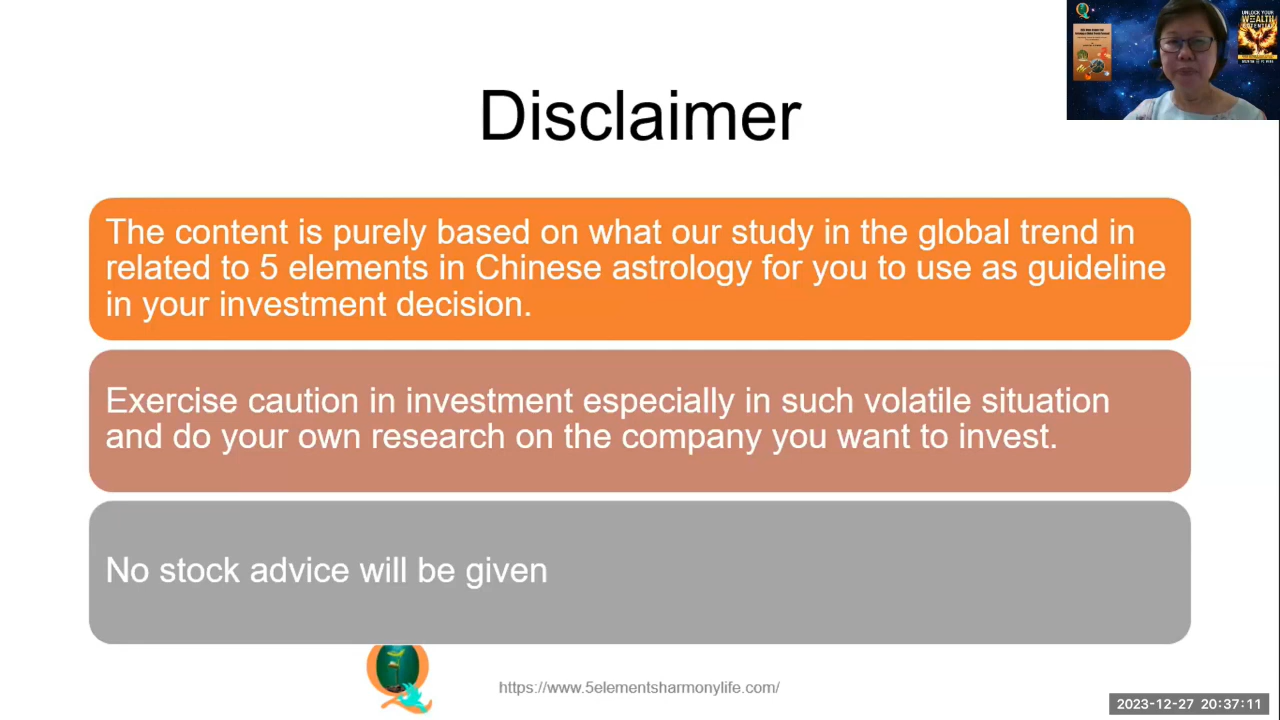 UNLOCK YOUR
WEALTH
Disclaimer
The content is purely based on what our study in the global trend in
related to 5 elements in Chinese astrology for you to use as guideline
in your investment decision.
Exercise caution in investment especially in such volatile situation
and do your own research on the company you want to invest.
No stock advice will be given
https://www.5elementsharmonylife.com/
2023-12-27 20:37:11